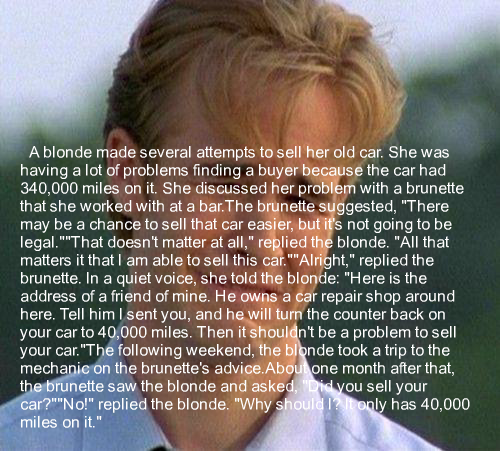 A blonde made several attempts to sell her old car. She was
having a lot of problems finding a buyer because the car had
340,000 miles on it. She discussed her problem with a brunette
that she worked with at a bar.The brunette suggested, "There
may be a chance to sell that car easier, but it's not going to be
legal.""That doesn't matter at all," replied the blonde. "All that
matters it that I am able to sell this car.""Alright," replied the
brunette. In a quiet voice, she told the blonde: "Here is the
address of a friend of mine. He owns a car repair shop around
here. Tell him I sent you, and he will turn the counter back on
your car to 40,000 miles. Then it shouldn't be a problem to sell
your car."The following weekend, the blonde took a trip to the
mechanic on the brunette's advice.About one month after that,
the brunette saw the blonde and asked, "Did you sell your
car?""No!" replied the blonde. "Why should I? It only has 40,000
miles on it."